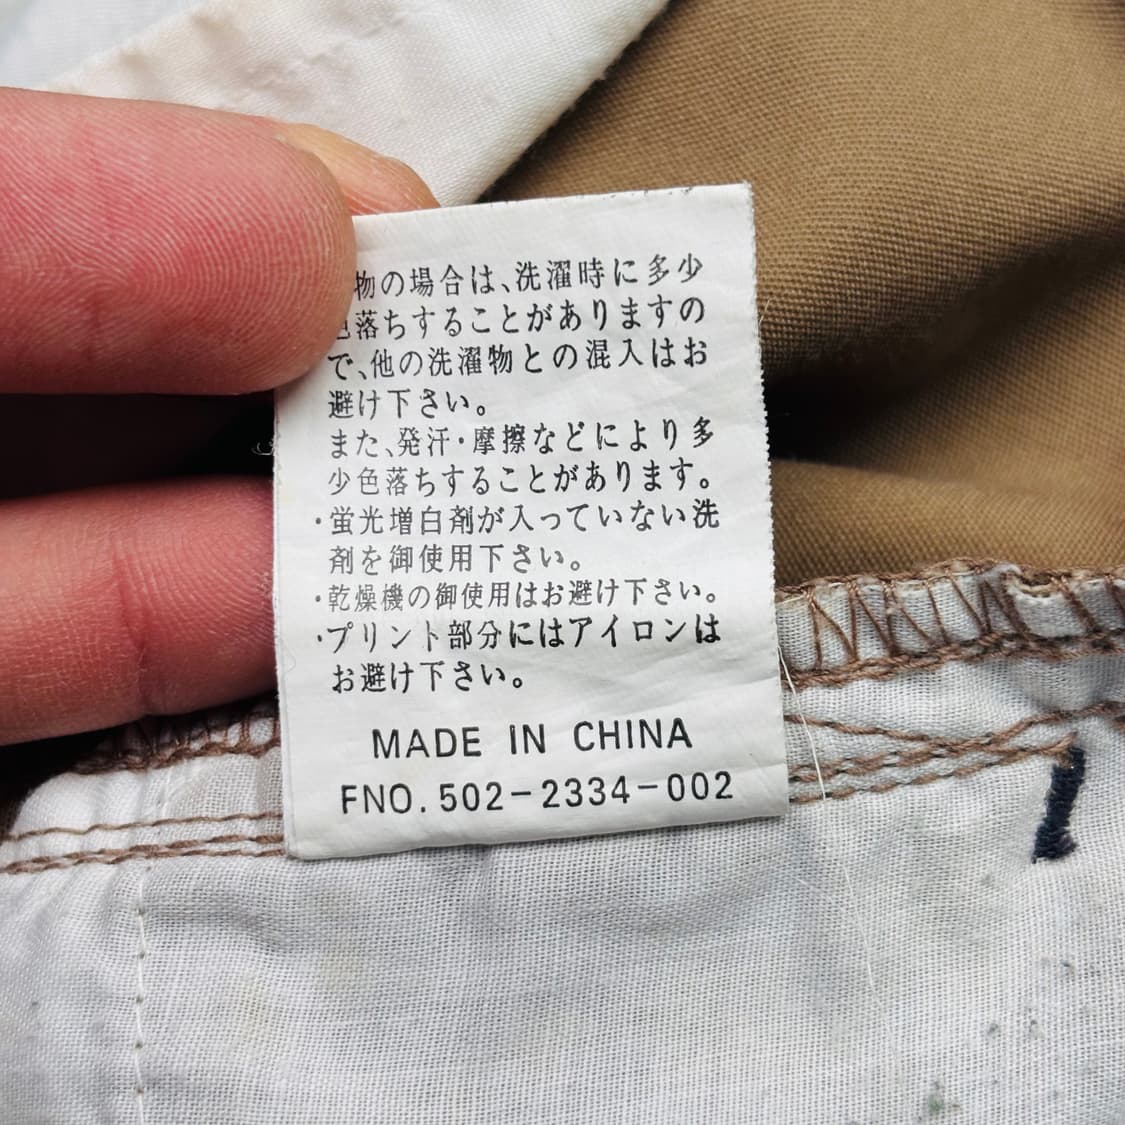 物の場合は、洗濯時に多少
色落ちすることがありますの
で、他の洗濯物との混入はお
避け下さい。
また、発汗・摩擦などにより多
少色落ちすることがあります。
・蛍光増白剤が入っていない洗
剤を御使用下さい。
・乾燥機の御使用はお避け下さい。
・プリント部分にはアイロンは
お避け下さい。
MADE IN CHINA
FNO. 502-2334-002